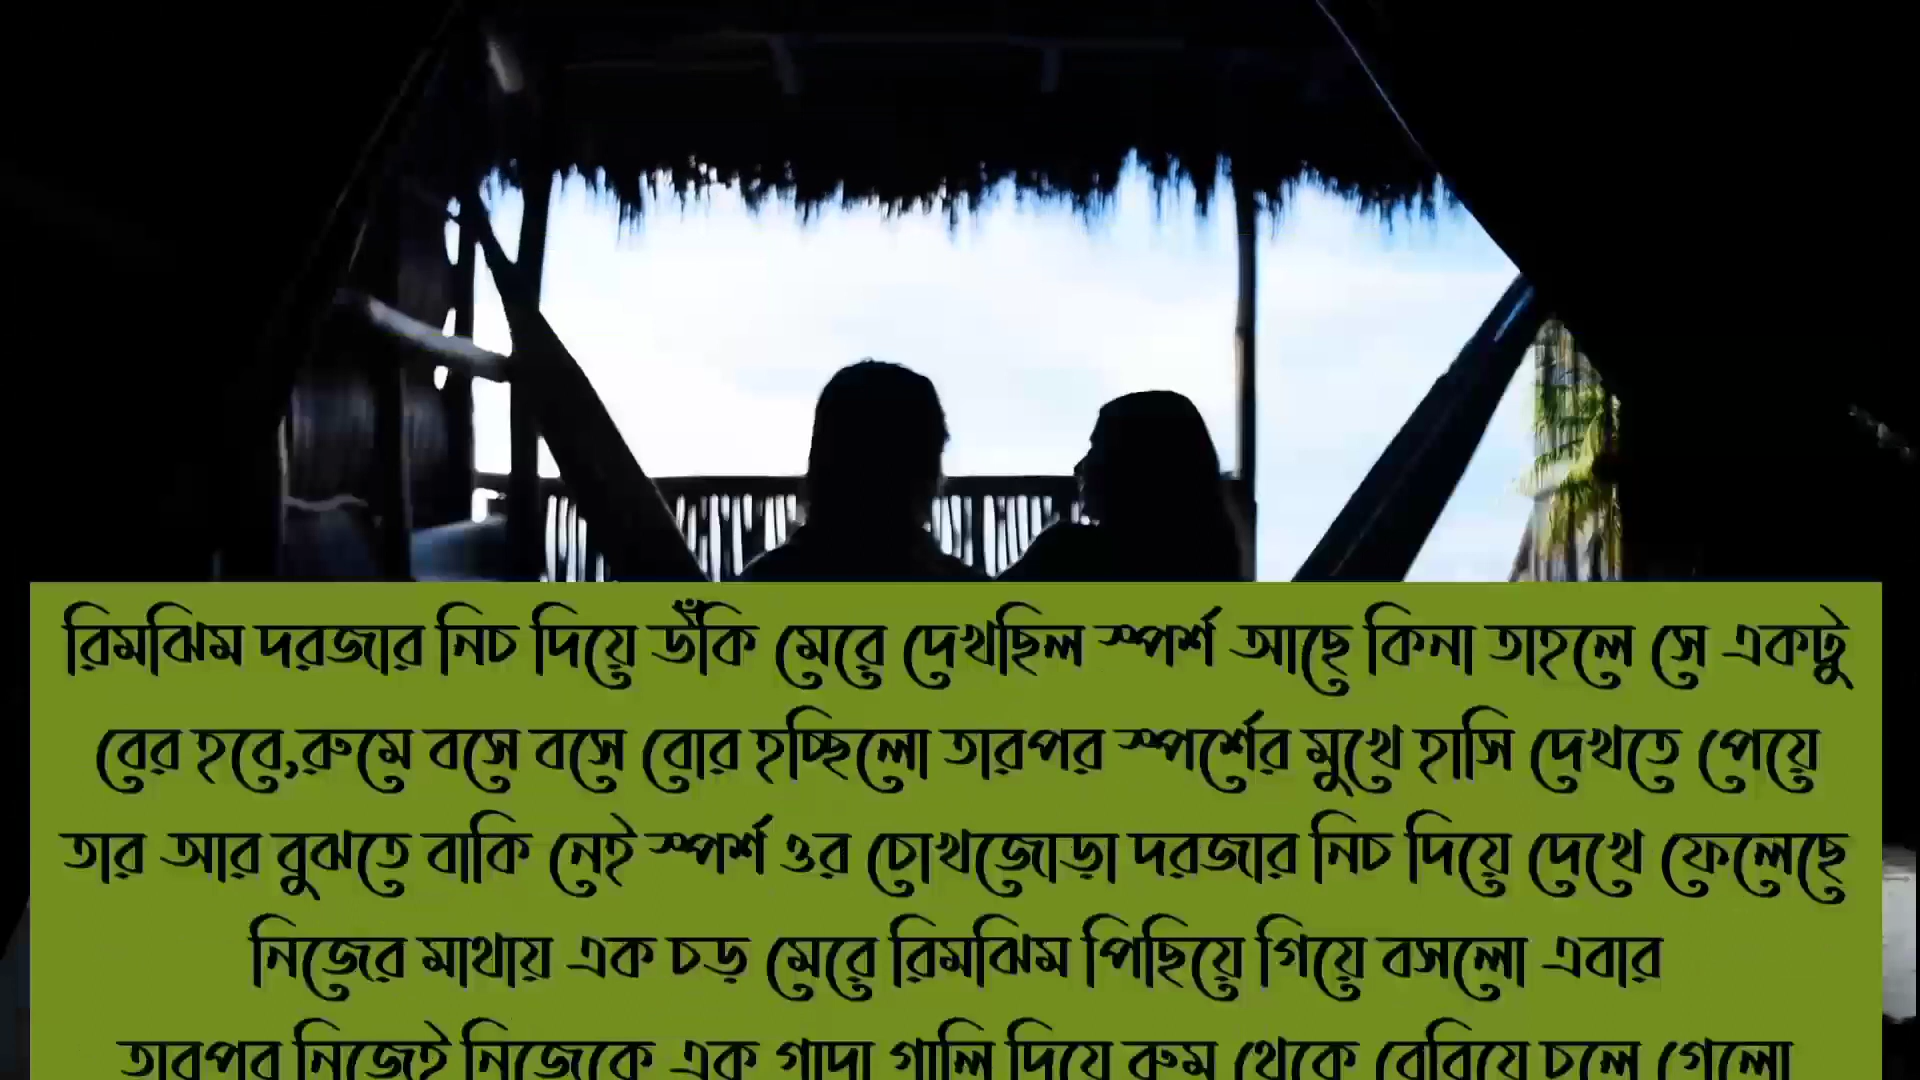 রিমঝিম দরজার নিচ দিয়ে উঁকি মেরে দেখছিল স্পর্শ আছে কিনা তাহলে সে একটু
বের হবে,রুমে বসে বসে বোর হচ্ছিলো তারপর স্পর্শের মুখে হাসি দেখতে পেয়ে
তার আর বুঝতে বাকি নেই স্পর্শ ওর চোখজোড়া দরজার নিচ দিয়ে দেখে ফেলেছে
নিজের মাথায় এক চড় মেরে রিমঝিম পিছিয়ে গিয়ে বসলো এবার
তারপর নিজেই নিজেকে এক গাদা গালি দিয়ে রুম থেকে বেরিয়ে চলে গেলো